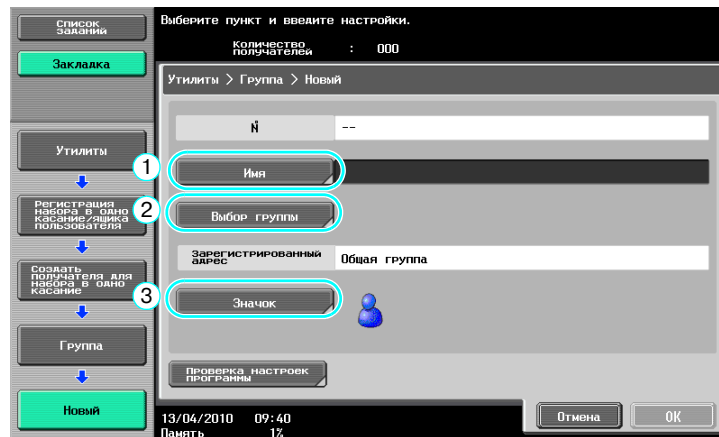 Список
заданий
Закладка
Выберите пункт и введите настройки.
Количество
получателей : 000
Утилиты > Группа > Новый
N° --
1
Имя
2
Выбор группы
Зарегистрированный
адрес
Общая группа
3
Значок
Проверка настроек
программы
Утилиты
Регистрация
набора в одно
касание/ящика
пользователя
Создать
получателя для
набора в одно
касание
Группа
Новый
13/04/2010 09:40
Память 1%
Отмена
OK